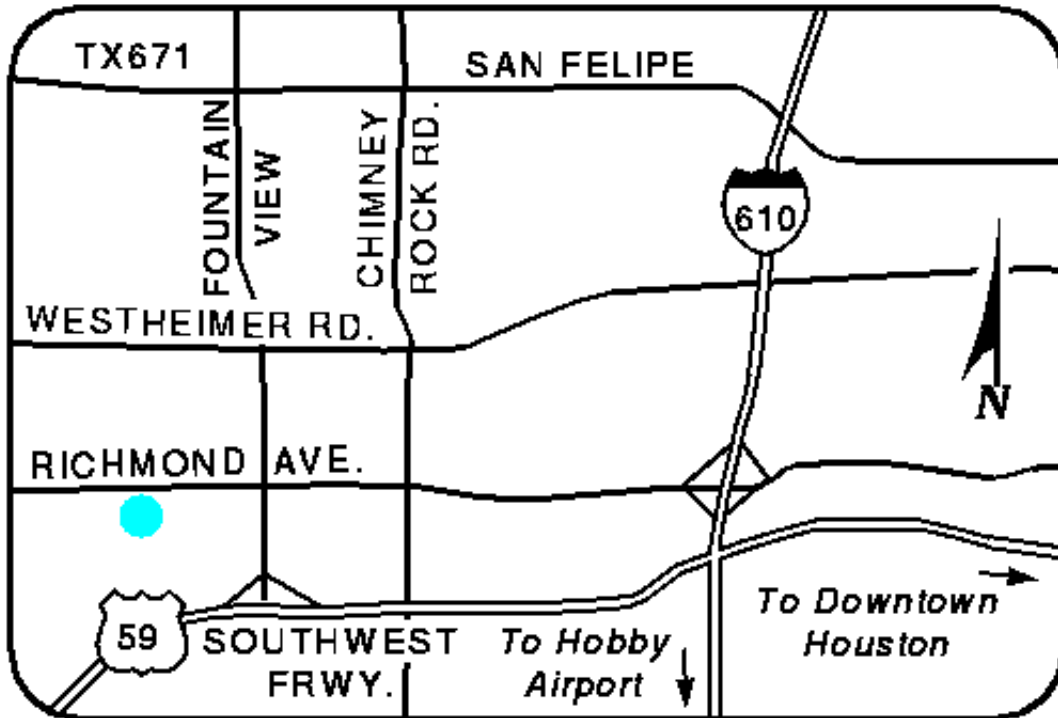 TX671
SAN FELIPE
FOUNTAIN
VIEW
CHIMNEY
ROCK RD.
610
WESTHEIMER RD.
N
RICHMOND AVE.
59
SOUTHWEST
FRWY.
To Hobby
Airport
To Downtown
Houston